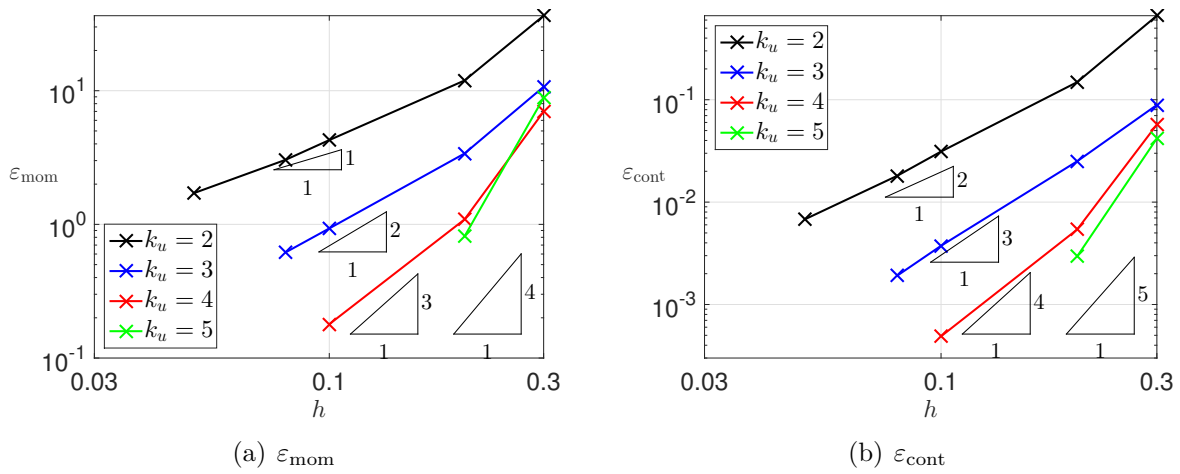 10^1
ε_mom
10^0
10^-1
k_u = 2
k_u = 3
k_u = 4
k_u = 5
1
1
2
1
3
1
4
1
0.03
0.1
0.3
h
(a) ε_mom
10^-1
ε_cont
10^-2
10^-3
k_u = 2
k_u = 3
k_u = 4
k_u = 5
2
1
3
1
4
1
5
1
0.03
0.1
0.3
h
(b) ε_cont